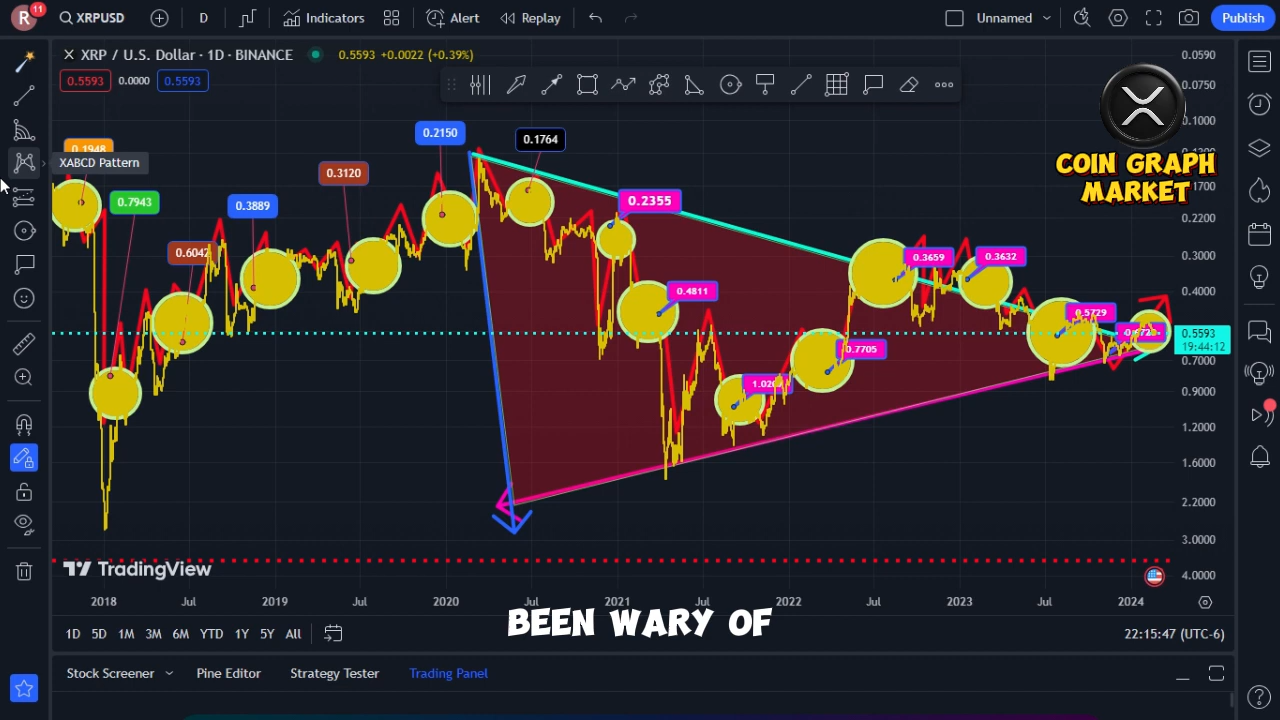 R 11 XRPUSD D Indicators Alert Replay Unnamed Publish
XRP / U.S. Dollar · 1D · BINANCE 0.5593 +0.0022 (+0.39%)
0.5593 0.0000 0.5593
COIN GRAPH
MARKET
XABCD Pattern
0.1948
0.7943
0.6042
0.3889
0.3120
0.2150
0.1764
0.2355
0.4811
0.7705
0.3659
0.3632
0.5729
0.0590
0.0750
0.1000
0.1700
0.2200
0.3000
0.4000
0.5593
19:44:12
0.7000
0.9000
1.2000
1.6000
2.2000
3.0000
4.0000
TradingView
2018 Jul 2019 Jul 2020 Jul 2021 Jul 2022 Jul 2023 Jul 2024
BEEN WARY OF
1D 5D 1M 3M 6M YTD 1Y 5Y All 22:15:47 (UTC-6)
Stock Screener Pine Editor Strategy Tester Trading Panel